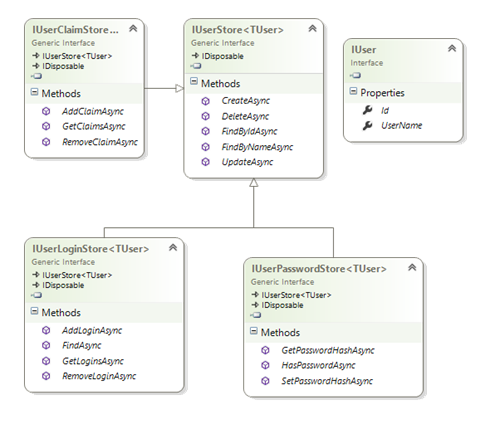 IUserClaimStore...
Generic Interface
IUserStore<TUser>
IDisposable
Methods
AddClaimAsync
GetClaimsAsync
RemoveClaimAsync
IUserStore<TUser>
Generic Interface
IDisposable
Methods
CreateAsync
DeleteAsync
FindByIdAsync
FindByNameAsync
UpdateAsync
IUser
Interface
Properties
Id
UserName
IUserLoginStore<TUser>
Generic Interface
IUserStore<TUser>
IDisposable
Methods
AddLoginAsync
FindAsync
GetLoginsAsync
RemoveLoginAsync
IUserPasswordStore<TUser>
Generic Interface
IUserStore<TUser>
IDisposable
Methods
GetPasswordHashAsync
HasPasswordAsync
SetPasswordHashAsync